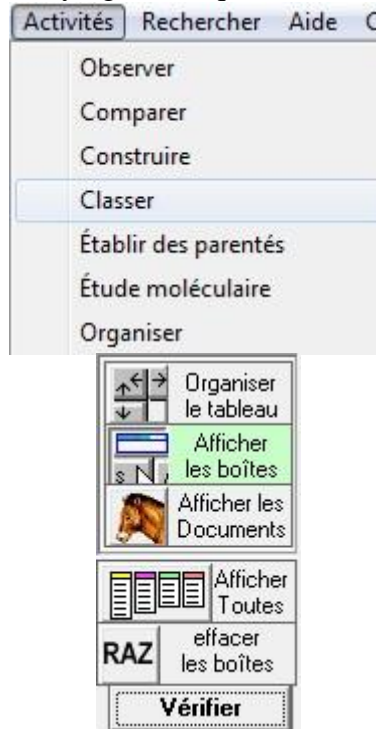 Activités Rechercher Aide
Observer
Comparer
Construire
Classer
Établir des parentés
Étude moléculaire
Organiser
Organiser
le tableau
Afficher
les boîtes
Afficher les
Documents
Afficher
Toutes
RAZ
effacer
les boîtes
Vérifier